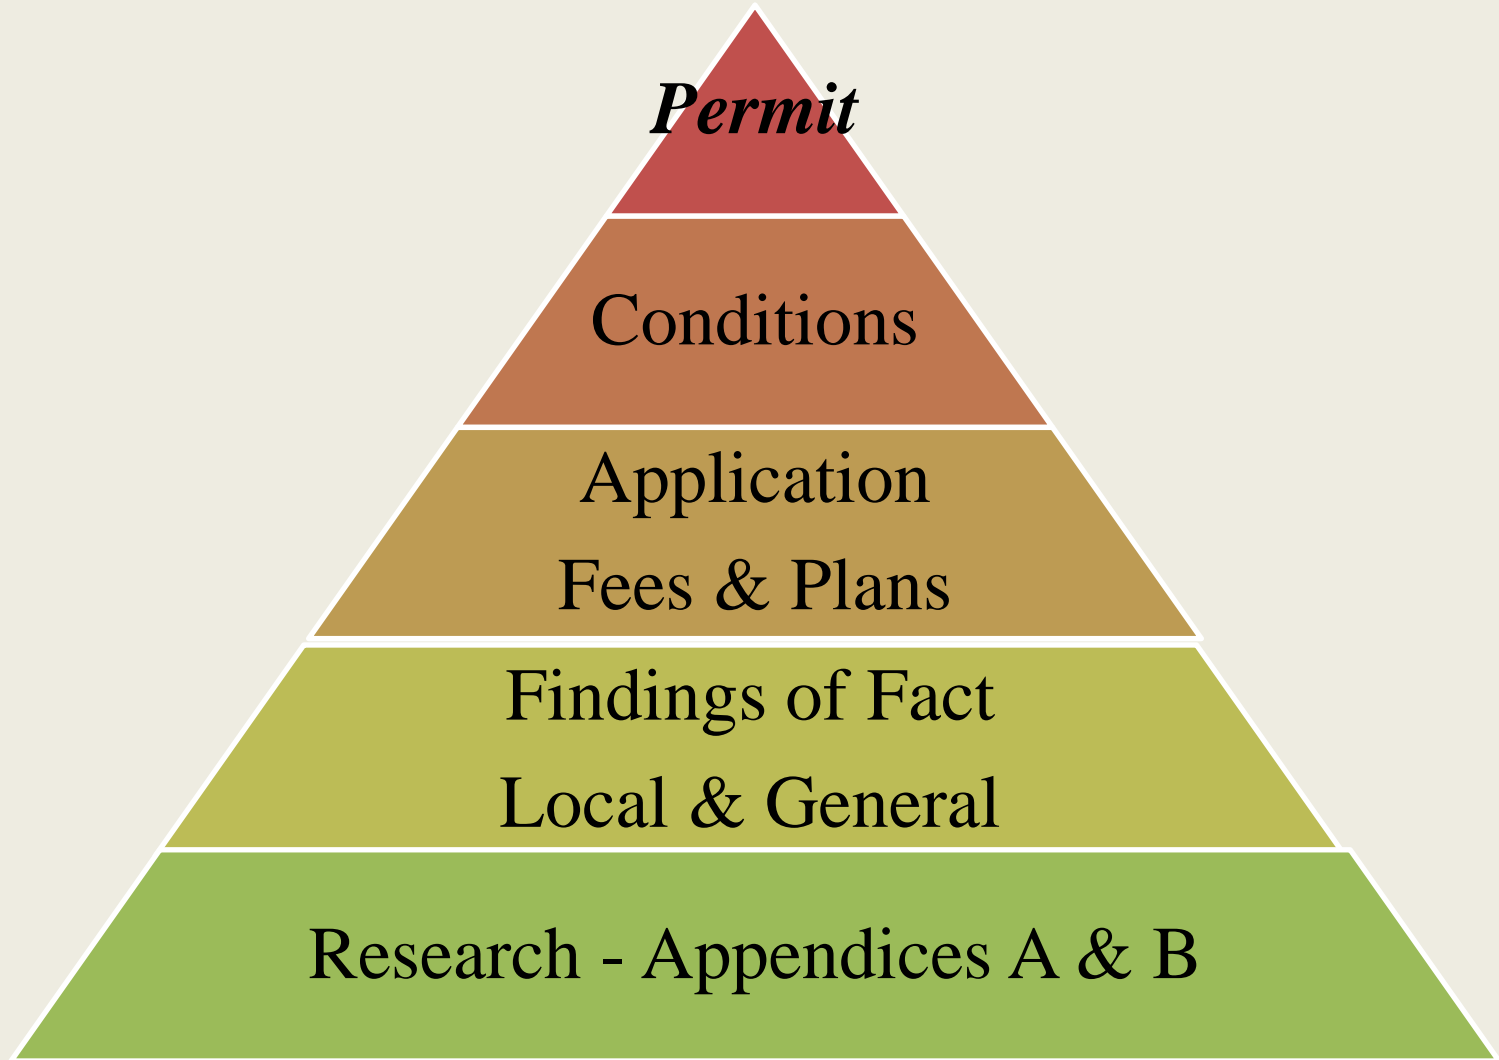 Permit
Conditions
Application
Fees & Plans
Findings of Fact
Local & General
Research - Appendices A & B